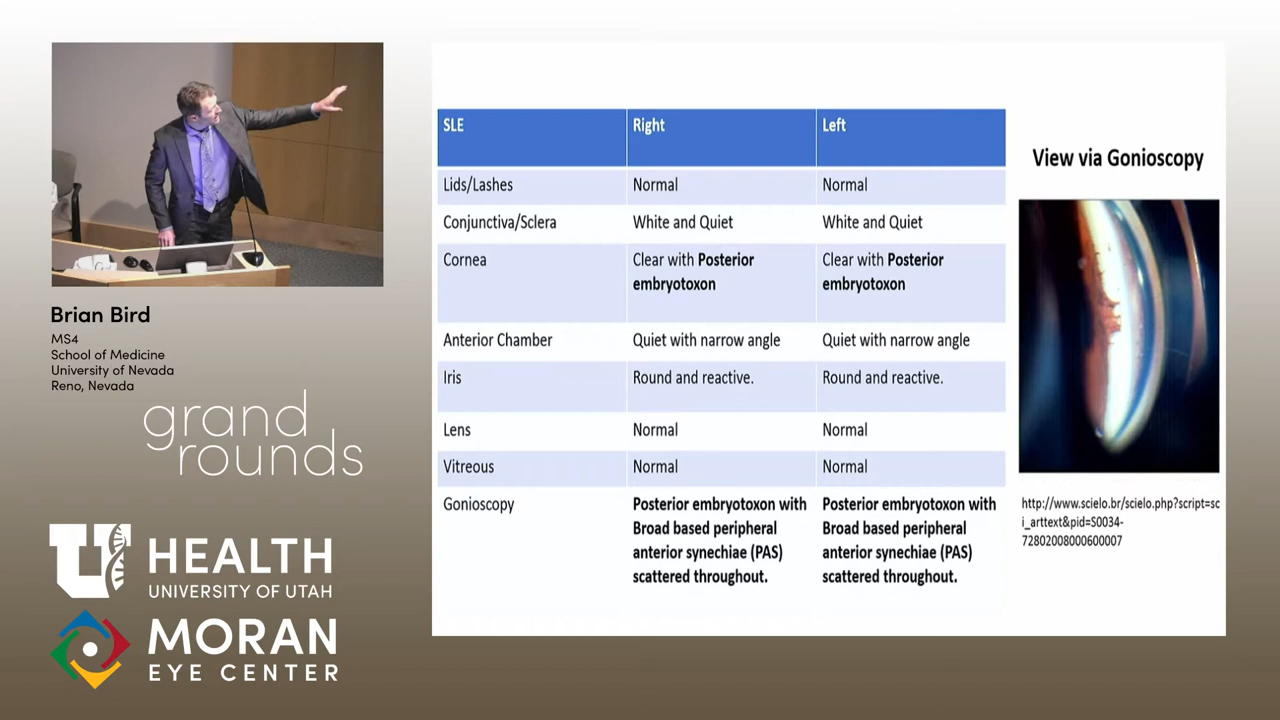 Brian Bird
MS4
School of Medicine
University of Nevada
Reno, Nevada
grand
rounds
U HEALTH
UNIVERSITY OF UTAH
MORAN
EYE CENTER
SLE Right Left
Lids/Lashes Normal Normal
Conjunctiva/Sclera White and Quiet White and Quiet
Cornea Clear with Posterior embryotoxon Clear with Posterior embryotoxon
Anterior Chamber Quiet with narrow angle Quiet with narrow angle
Iris Round and reactive. Round and reactive.
Lens Normal Normal
Vitreous Normal Normal
Gonioscopy Posterior embryotoxon with Broad based peripheral anterior synechiae (PAS) scattered throughout. Posterior embryotoxon with Broad based peripheral anterior synechiae (PAS) scattered throughout.
View via Gonioscopy
http://www.scielo.br/scielo.php?script=sc
i_arttext&pid=S0034-
72802008000600007